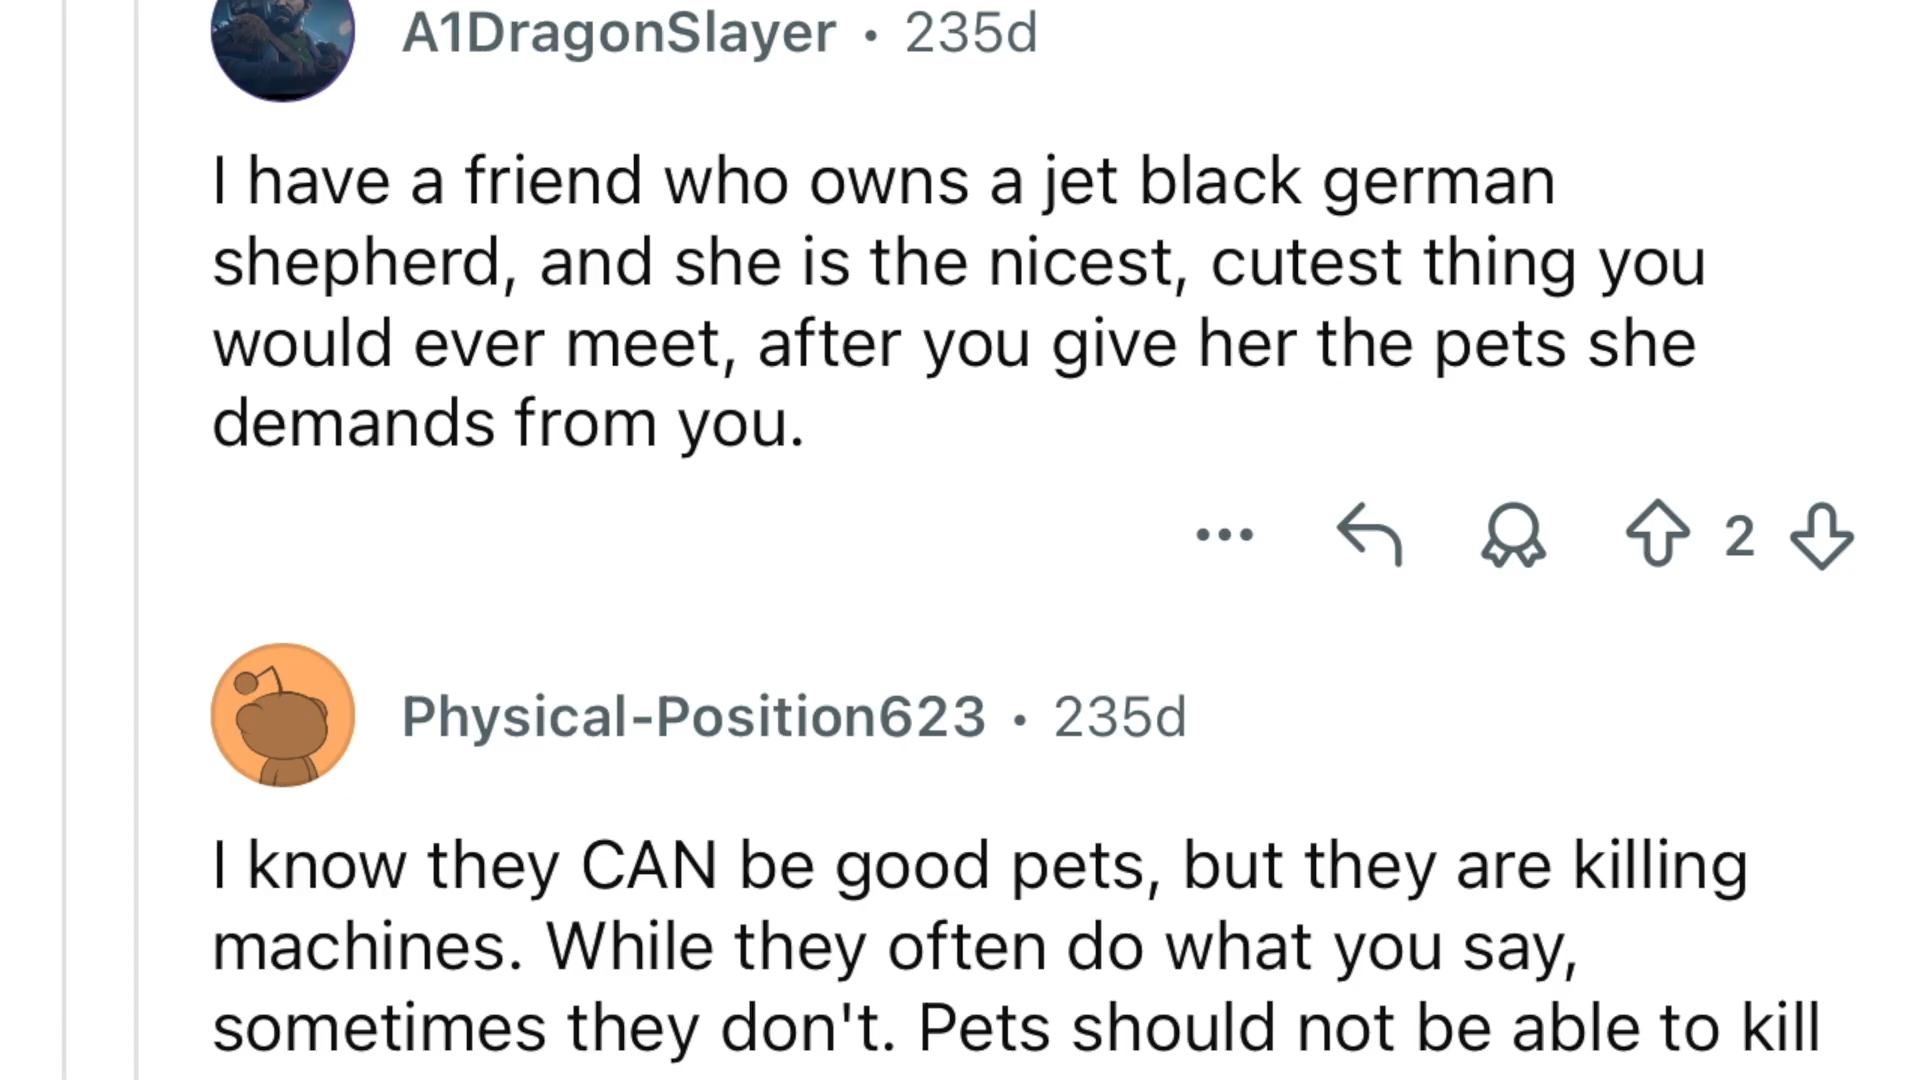 A1DragonSlayer • 235d
I have a friend who owns a jet black german
shepherd, and she is the nicest, cutest thing you
would ever meet, after you give her the pets she
demands from you.
2
Physical-Position623 • 235d
I know they CAN be good pets, but they are killing
machines. While they often do what you say,
sometimes they don't. Pets should not be able to kill